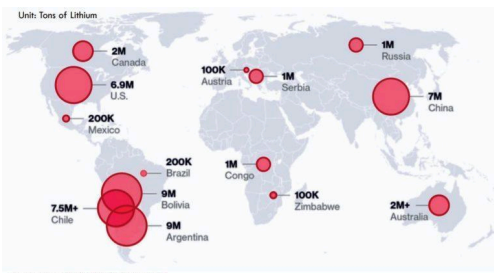 Unit: Tons of Lithium
2M
Canada
6.9M
U.S.
200K
Mexico
100K
Austria
1M
Serbia
1M
Russia
7M
China
200K
Brazil
9M
Bolivia
7.5M+
Chile
9M
Argentina
1M
Congo
100K
Zimbabwe
2M+
Australia